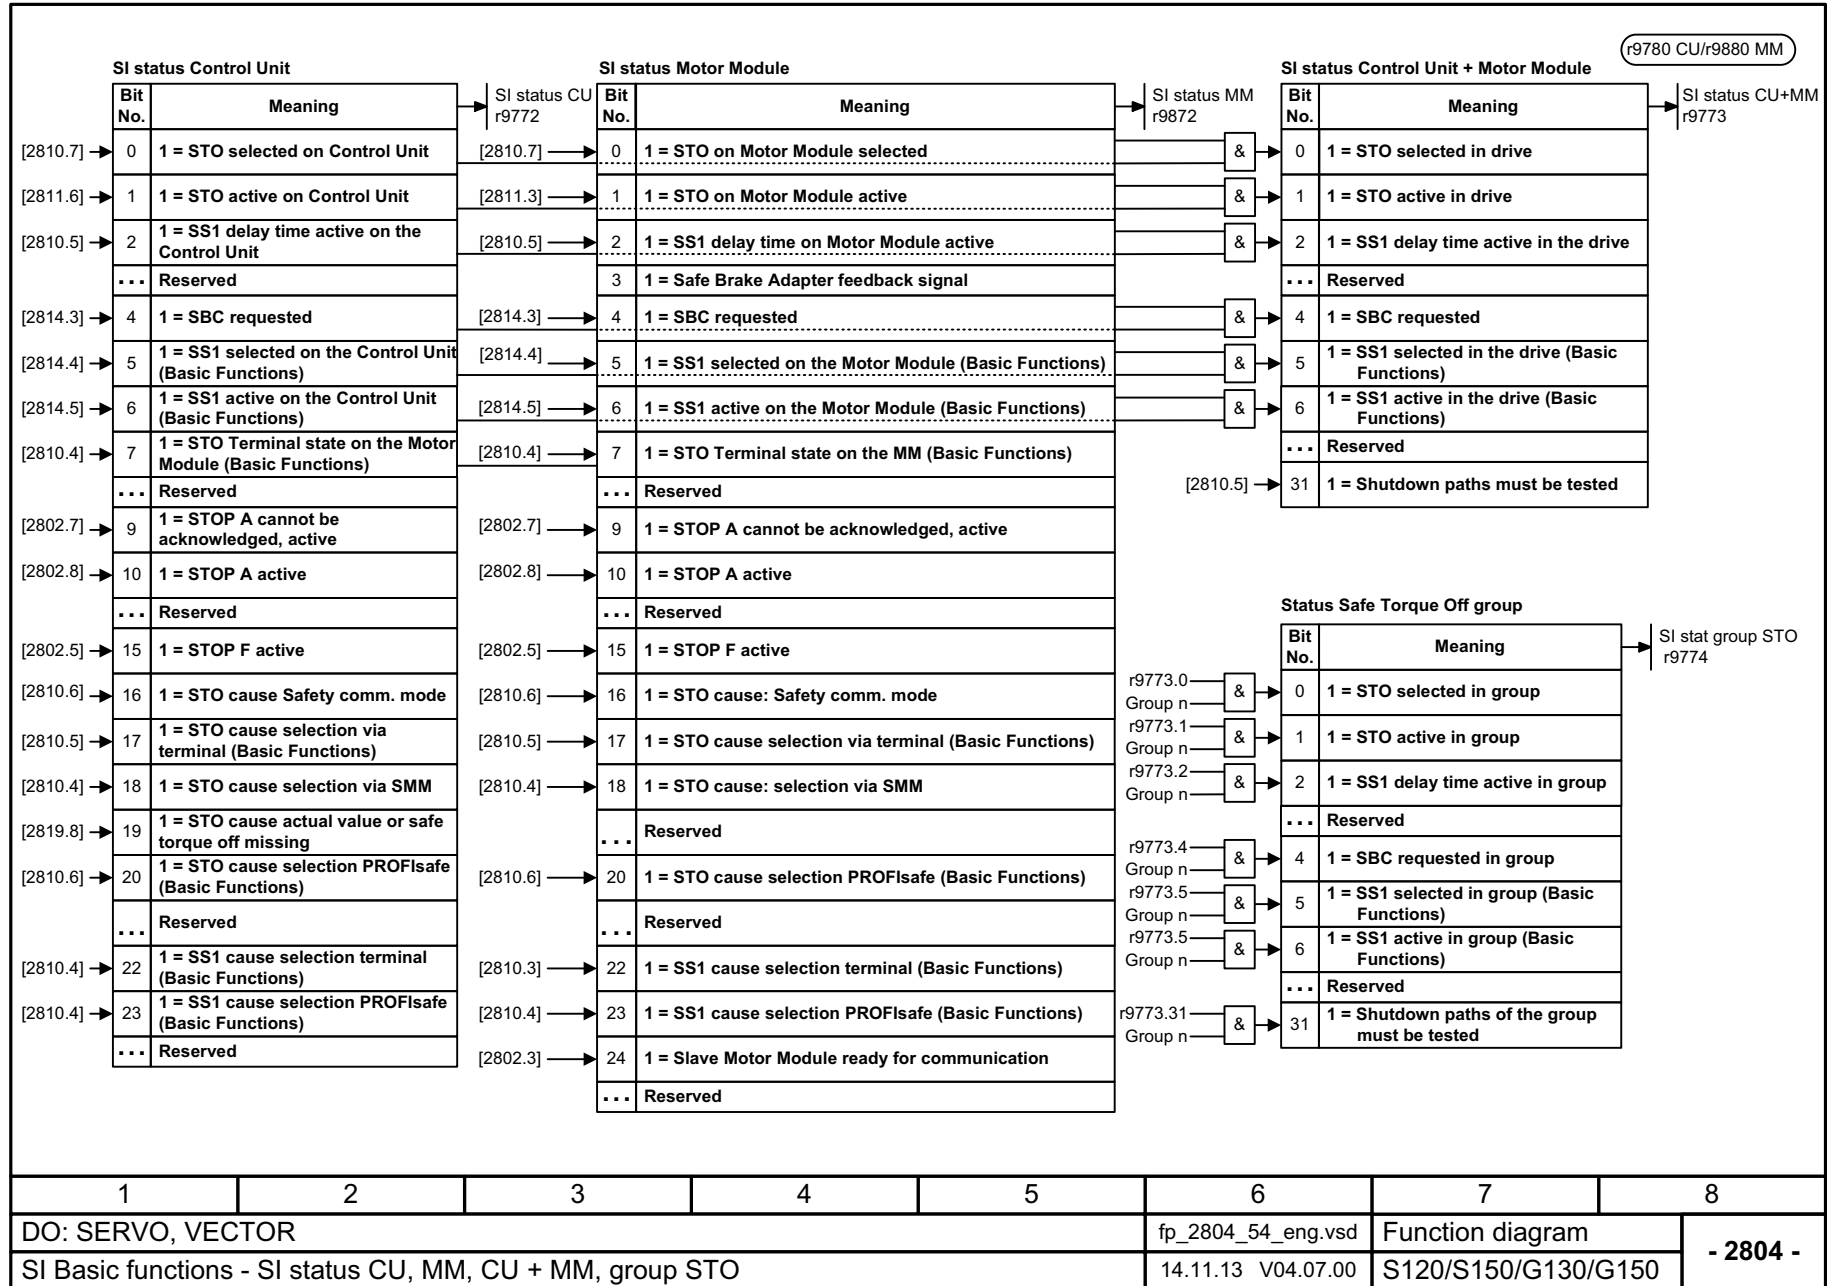 r9780 CU/r9880 MM
SI status Control Unit
Bit No. Meaning
SI status CU
r9772
[2810.7] 0 1 = STO selected on Control Unit
[2811.6] 1 1 = STO active on Control Unit
[2810.5] 2 1 = SS1 delay time active on the
Control Unit
... Reserved
[2814.3] 4 1 = SBC requested
[2814.4] 5 1 = SS1 selected on the Control Unit
(Basic Functions)
[2814.5] 6 1 = SS1 active on the Control Unit
(Basic Functions)
[2810.4] 7 1 = STO Terminal state on the Motor
Module (Basic Functions)
... Reserved
[2802.7] 9 1 = STOP A cannot be
acknowledged, active
[2802.8] 10 1 = STOP A active
... Reserved
[2802.5] 15 1 = STOP F active
[2810.6] 16 1 = STO cause Safety comm. mode
[2810.5] 17 1 = STO cause selection via
terminal (Basic Functions)
[2810.4] 18 1 = STO cause selection via SMM
[2819.8] 19 1 = STO cause actual value or safe
torque off missing
[2810.6] 20 1 = STO cause selection PROFIsafe
(Basic Functions)
... Reserved
[2810.4] 22 1 = SS1 cause selection terminal
(Basic Functions)
[2810.4] 23 1 = SS1 cause selection PROFIsafe
(Basic Functions)
... Reserved
SI status Motor Module
Bit No. Meaning
SI status MM
r9872
[2810.7] 0 1 = STO on Motor Module selected
[2811.3] 1 1 = STO on Motor Module active
[2810.5] 2 1 = SS1 delay time on Motor Module active
3 1 = Safe Brake Adapter feedback signal
[2814.3] 4 1 = SBC requested
[2814.4] 5 1 = SS1 selected on the Motor Module (Basic Functions)
[2814.5] 6 1 = SS1 active on the Motor Module (Basic Functions)
[2810.4] 7 1 = STO Terminal state on the MM (Basic Functions)
... Reserved
[2802.7] 9 1 = STOP A cannot be acknowledged, active
[2802.8] 10 1 = STOP A active
... Reserved
[2802.5] 15 1 = STOP F active
[2810.6] 16 1 = STO cause: Safety comm. mode
[2810.5] 17 1 = STO cause selection via terminal (Basic Functions)
[2810.4] 18 1 = STO cause: selection via SMM
... Reserved
[2810.6] 20 1 = STO cause selection PROFIsafe (Basic Functions)
... Reserved
[2810.3] 22 1 = SS1 cause selection terminal (Basic Functions)
[2810.4] 23 1 = SS1 cause selection PROFIsafe (Basic Functions)
[2802.3] 24 1 = Slave Motor Module ready for communication
... Reserved
SI status Control Unit + Motor Module
Bit No. Meaning
SI status CU+MM
r9773
& 0 1 = STO selected in drive
& 1 1 = STO active in drive
& 2 1 = SS1 delay time active in the drive
... Reserved
& 4 1 = SBC requested
& 5 1 = SS1 selected in the drive (Basic
Functions)
& 6 1 = SS1 active in the drive (Basic
Functions)
... Reserved
[2810.5] 31 1 = Shutdown paths must be tested
Status Safe Torque Off group
Bit No. Meaning
SI stat group STO
r9774
r9773.0
Group n & 0 1 = STO selected in group
r9773.1
Group n & 1 1 = STO active in group
r9773.2
Group n & 2 1 = SS1 delay time active in group
... Reserved
r9773.4
Group n & 4 1 = SBC requested in group
r9773.5
Group n & 5 1 = SS1 selected in group (Basic
Functions)
r9773.5
Group n & 6 1 = SS1 active in group (Basic
Functions)
... Reserved
r9773.31
Group n & 31 1 = Shutdown paths of the group
must be tested
1 2 3 4 5 6 7 8
DO: SERVO, VECTOR
fp_2804_54_eng.vsd
Function diagram
- 2804 -
SI Basic functions - SI status CU, MM, CU + MM, group STO
14.11.13 V04.07.00
S120/S150/G130/G150